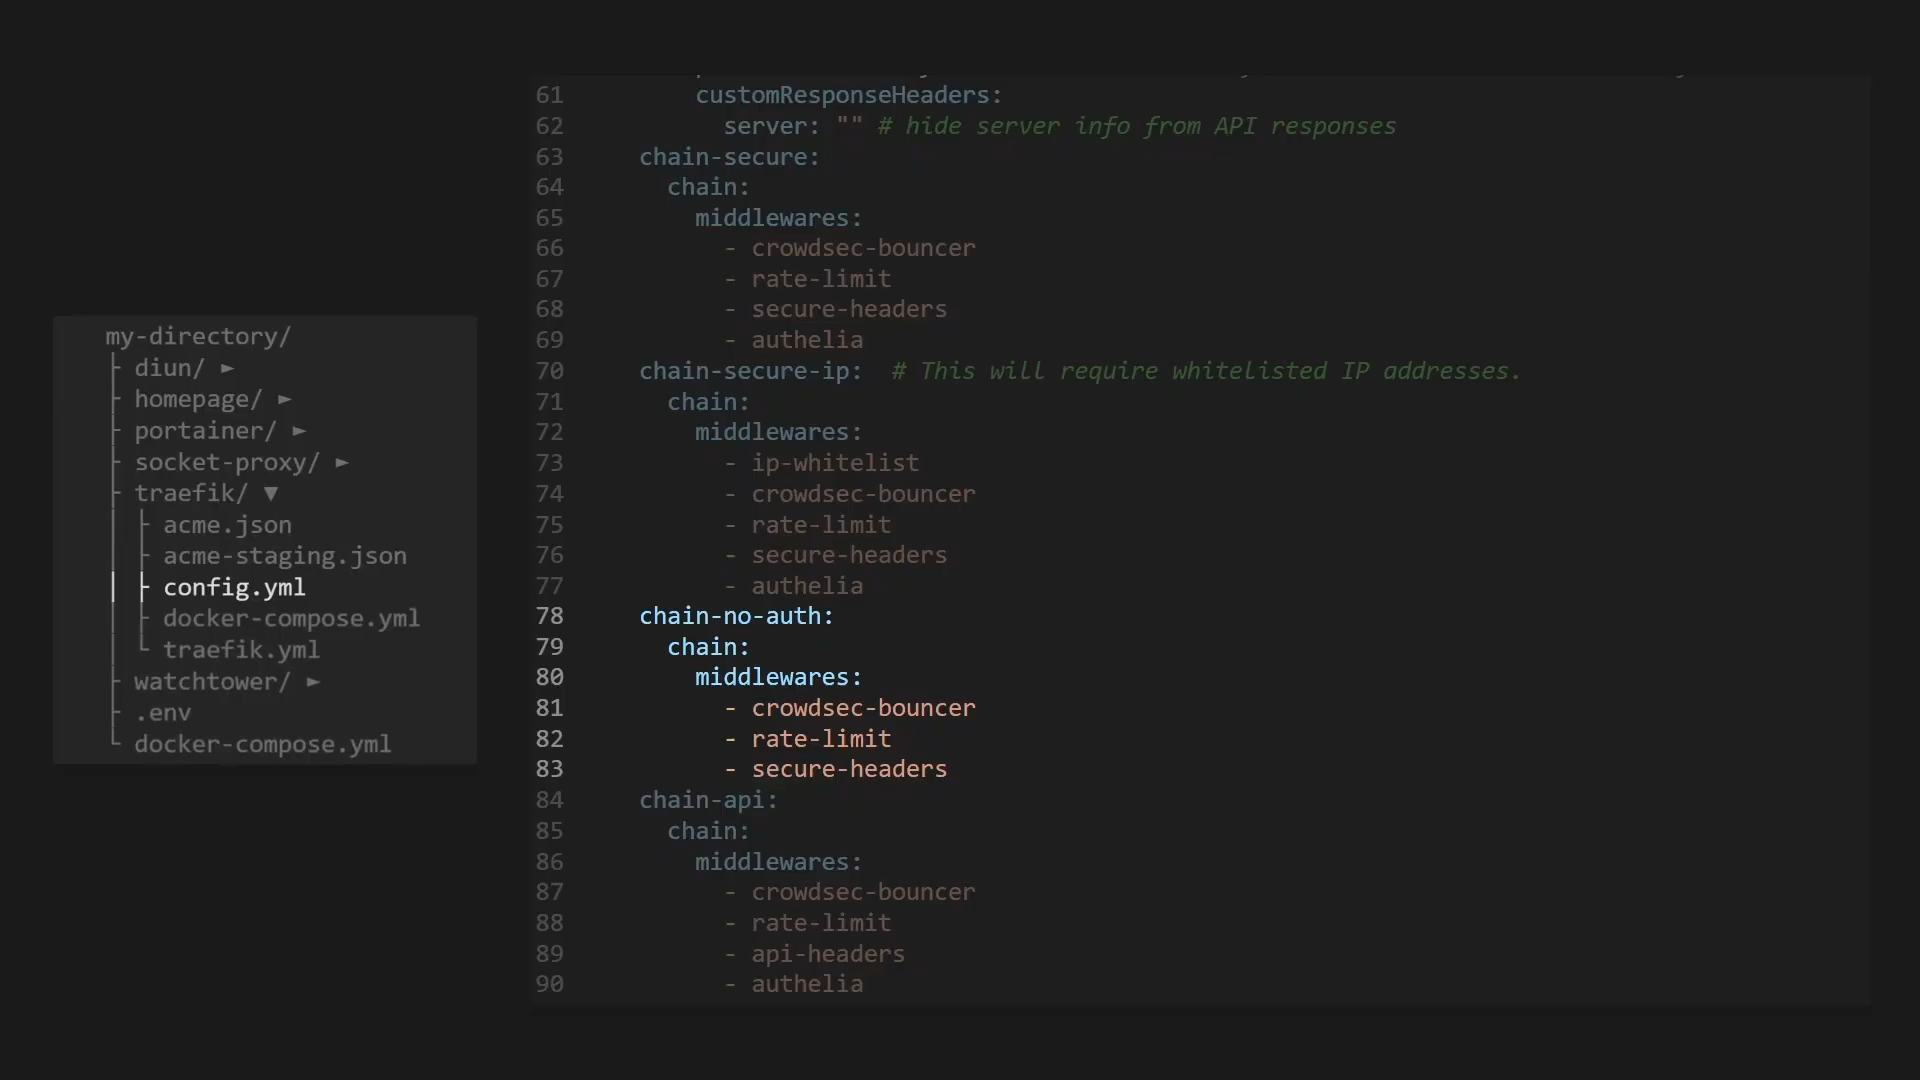 my-directory/
diun/ ►
homepage/ ►
portainer/ ►
socket-proxy/ ►
traefik/ ▼
acme.json
acme-staging.json
config.yml
docker-compose.yml
traefik.yml
watchtower/ ►
.env
docker-compose.yml
61 customResponseHeaders:
62 server: "" # hide server info from API responses
63 chain-secure:
64 chain:
65 middlewares:
66 - crowdsec-bouncer
67 - rate-limit
68 - secure-headers
69 - authelia
70 chain-secure-ip: # This will require whitelisted IP addresses.
71 chain:
72 middlewares:
73 - ip-whitelist
74 - crowdsec-bouncer
75 - rate-limit
76 - secure-headers
77 - authelia
78 chain-no-auth:
79 chain:
80 middlewares:
81 - crowdsec-bouncer
82 - rate-limit
83 - secure-headers
84 chain-api:
85 chain:
86 middlewares:
87 - crowdsec-bouncer
88 - rate-limit
89 - api-headers
90 - authelia